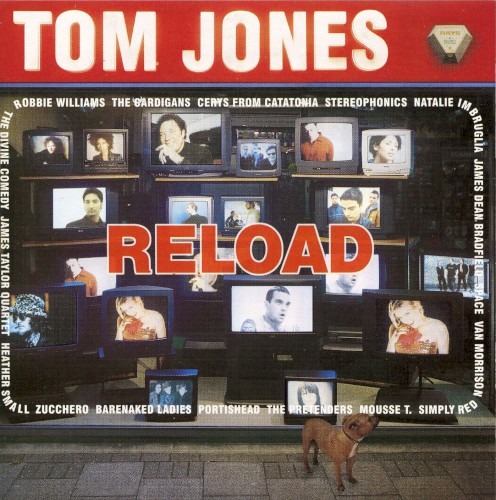 TOM JONES
ROBBIE WILLIAMS THE CARDIGANS CERYS FROM CATATONIA STEREOPHONICS NATALIE IMBRUGLIA JAMES DEAN BRADFIELD SPACE VAN MORRISON
THE DIVINE COMEDY JAMES TAYLOR QUARTET HEATHER SMALL ZUCCHERO BARENAKED LADIES PORTISHEAD THE PRETENDERS MOUSSE T. SIMPLY RED
RELOAD